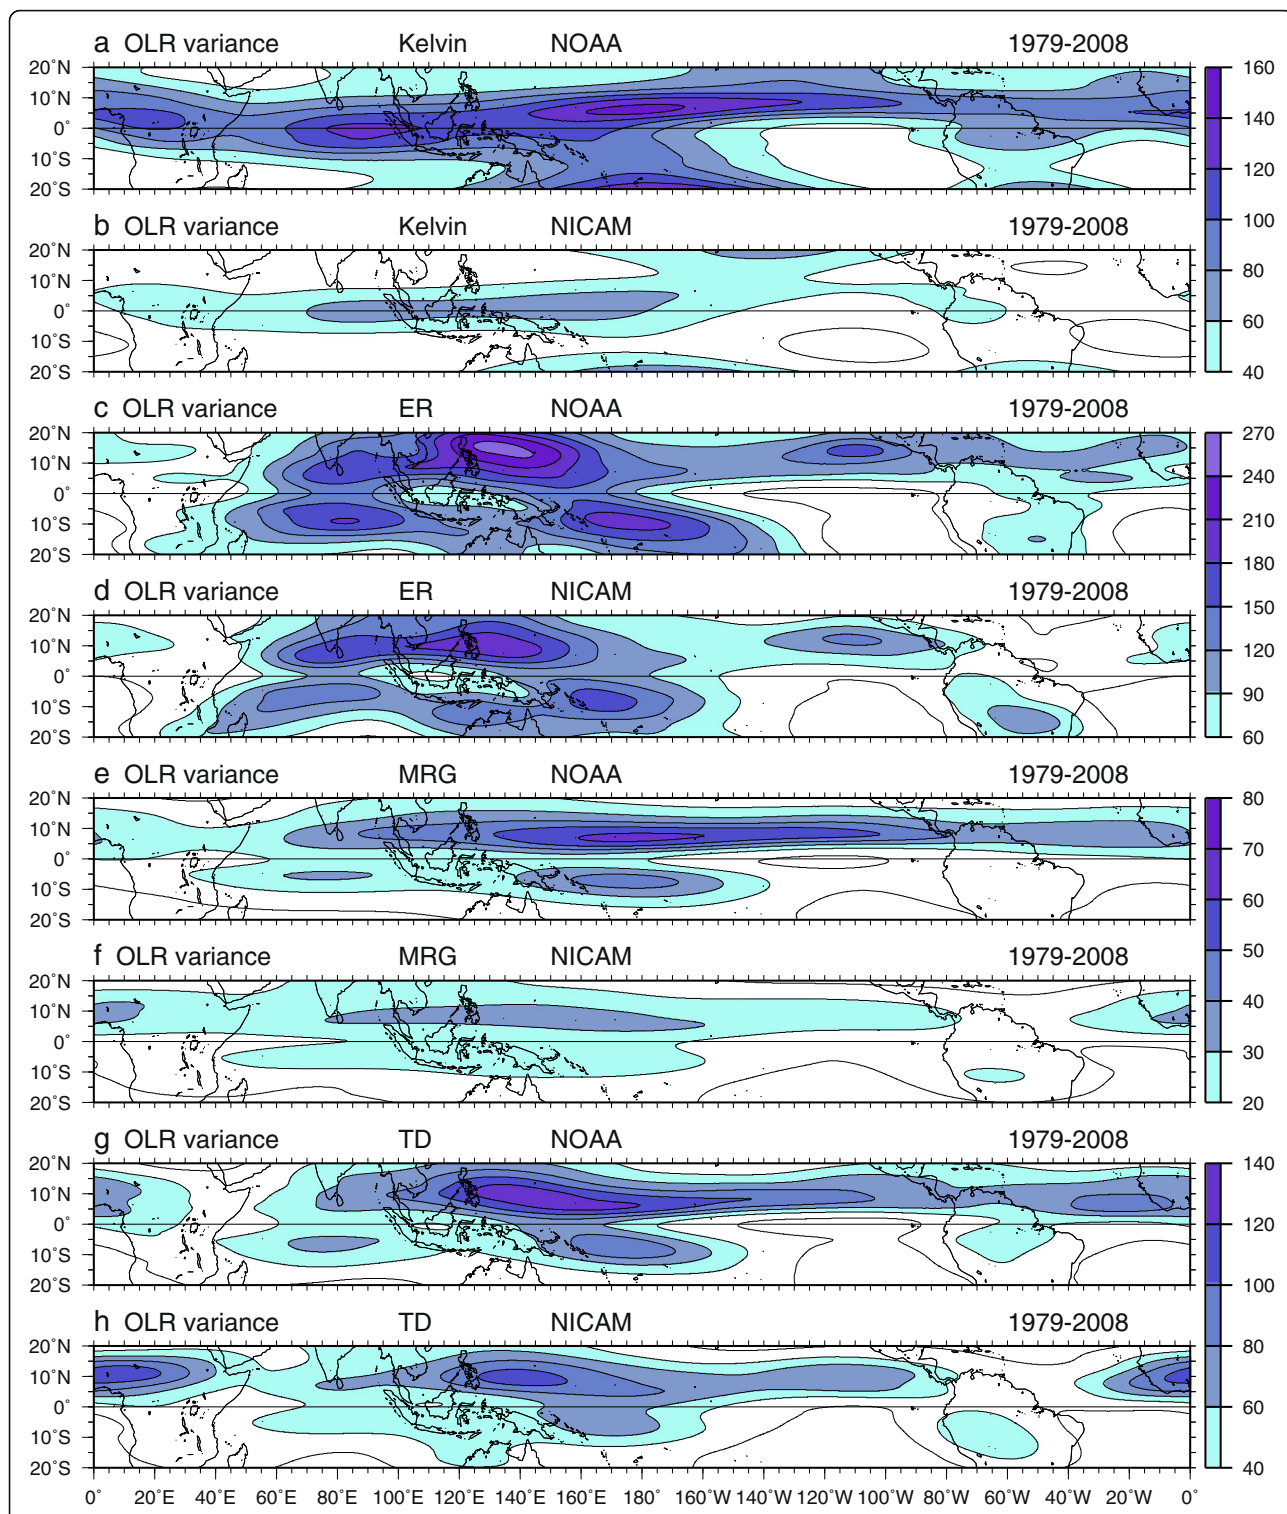 a OLR variance Kelvin NOAA 1979-2008
20°N
10°N
0°
10°S
20°S
160
140
120
100
80
60
40
b OLR variance Kelvin NICAM 1979-2008
20°N
10°N
0°
10°S
20°S
c OLR variance ER NOAA 1979-2008
20°N
10°N
0°
10°S
20°S
270
240
210
180
150
120
90
60
d OLR variance ER NICAM 1979-2008
20°N
10°N
0°
10°S
20°S
e OLR variance MRG NOAA 1979-2008
20°N
10°N
0°
10°S
20°S
80
70
60
50
40
30
20
f OLR variance MRG NICAM 1979-2008
20°N
10°N
0°
10°S
20°S
g OLR variance TD NOAA 1979-2008
20°N
10°N
0°
10°S
20°S
140
120
100
80
60
40
h OLR variance TD NICAM 1979-2008
20°N
10°N
0°
10°S
20°S
0° 20°E 40°E 60°E 80°E 100°E 120°E 140°E 160°E 180° 160°W 140°W 120°W 100°W 80°W 60°W 40°W 20°W 0°